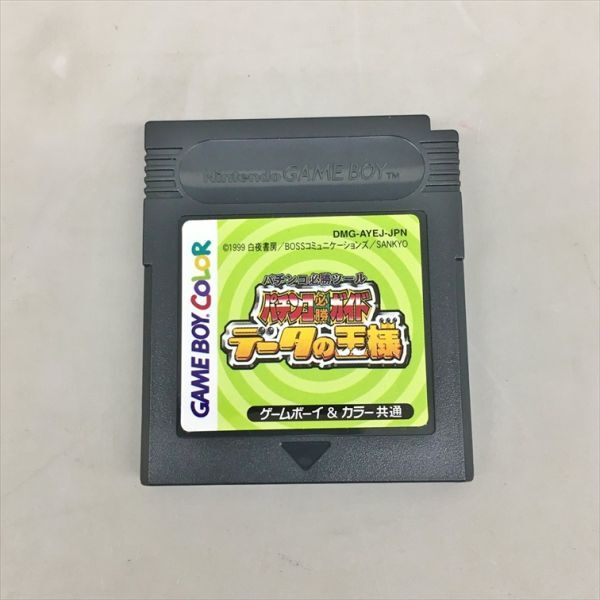 Nintendo GAME BOY™
DMG-AYEJ-JPN
©1999 白夜書房/BOSSコミュニケーションズ/SANKYO
GAME BOY COLOR
パチンコ必勝ツール
パチンコ必勝ガイド
データの王様
ゲームボーイ & カラー共通